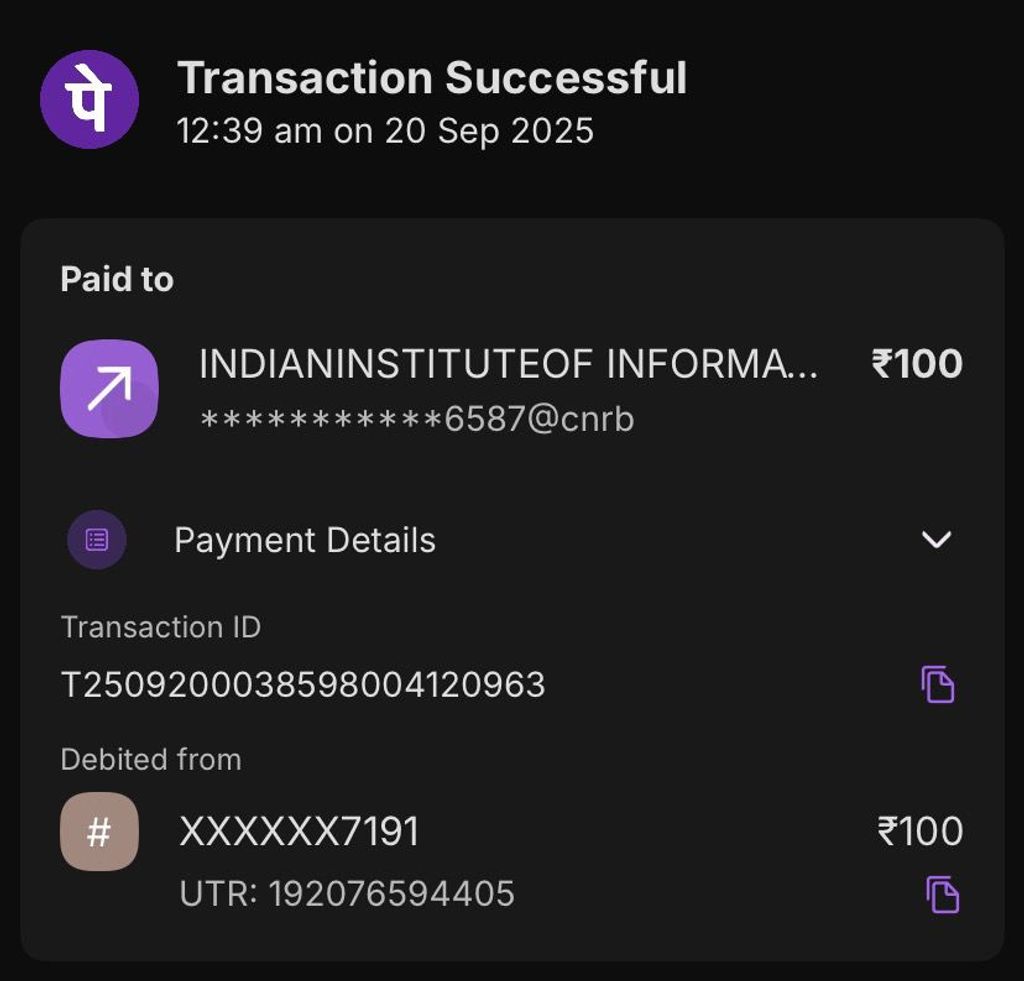 पे
Transaction Successful
12:39 am on 20 Sep 2025
Paid to
INDIANINSTITUTEOF INFORMA... ₹100
***********6587@cnrb
Payment Details
Transaction ID
T2509200038598004120963
Debited from
# XXXXXX7191 ₹100
UTR: 192076594405